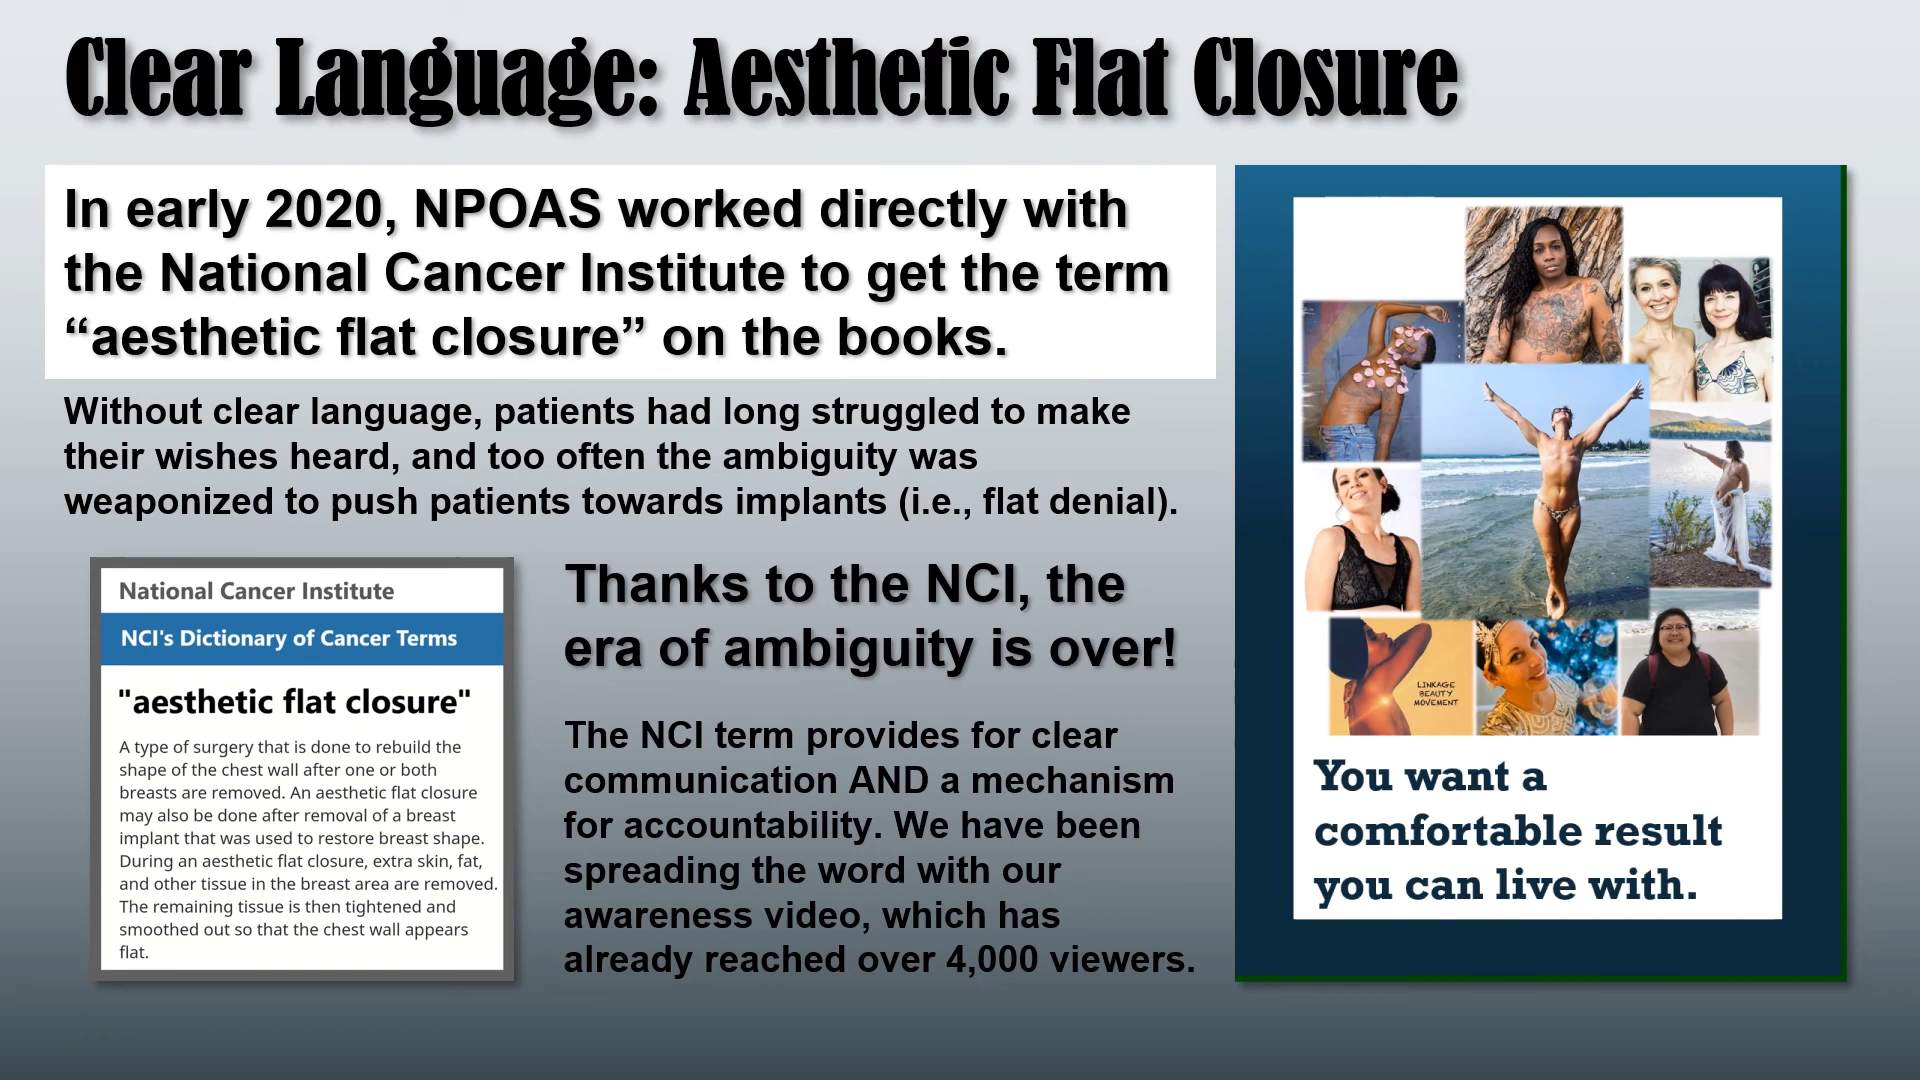 Clear Language: Aesthetic Flat Closure
In early 2020, NPOAS worked directly with
the National Cancer Institute to get the term
“aesthetic flat closure” on the books.
Without clear language, patients had long struggled to make
their wishes heard, and too often the ambiguity was
weaponized to push patients towards implants (i.e., flat denial).
National Cancer Institute
NCI's Dictionary of Cancer Terms
"aesthetic flat closure"
A type of surgery that is done to rebuild the
shape of the chest wall after one or both
breasts are removed. An aesthetic flat closure
may also be done after removal of a breast
implant that was used to restore breast shape.
During an aesthetic flat closure, extra skin, fat,
and other tissue in the breast area are removed.
The remaining tissue is then tightened and
smoothed out so that the chest wall appears
flat.
Thanks to the NCI, the
era of ambiguity is over!
The NCI term provides for clear
communication AND a mechanism
for accountability. We have been
spreading the word with our
awareness video, which has
already reached over 4,000 viewers.
LINKAGE
BEAUTY
MOVEMENT
You want a
comfortable result
you can live with.